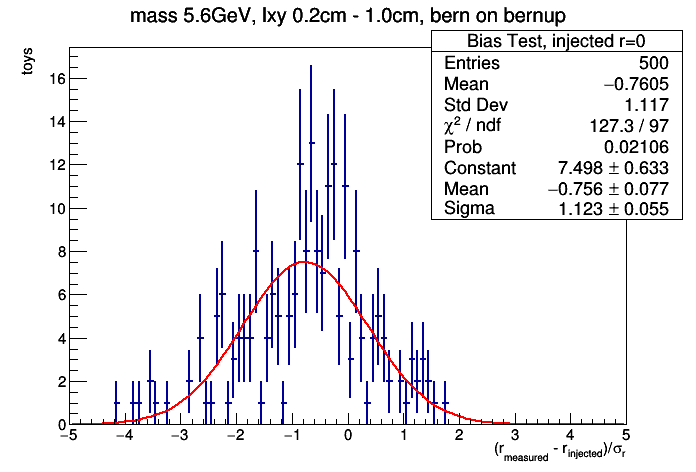 mass 5.6GeV, lxy 0.2cm - 1.0cm, bern on bernup
Bias Test, injected r=0
Entries 500
Mean −0.7605
Std Dev 1.117
χ² / ndf 127.3 / 97
Prob 0.02106
Constant 7.498 ± 0.633
Mean −0.756 ± 0.077
Sigma 1.123 ± 0.055
toys
16
14
12
10
8
6
4
2
0
−5 −4 −3 −2 −1 0 1 2 3 4 5
(r_measured - r_injected)/σ_r